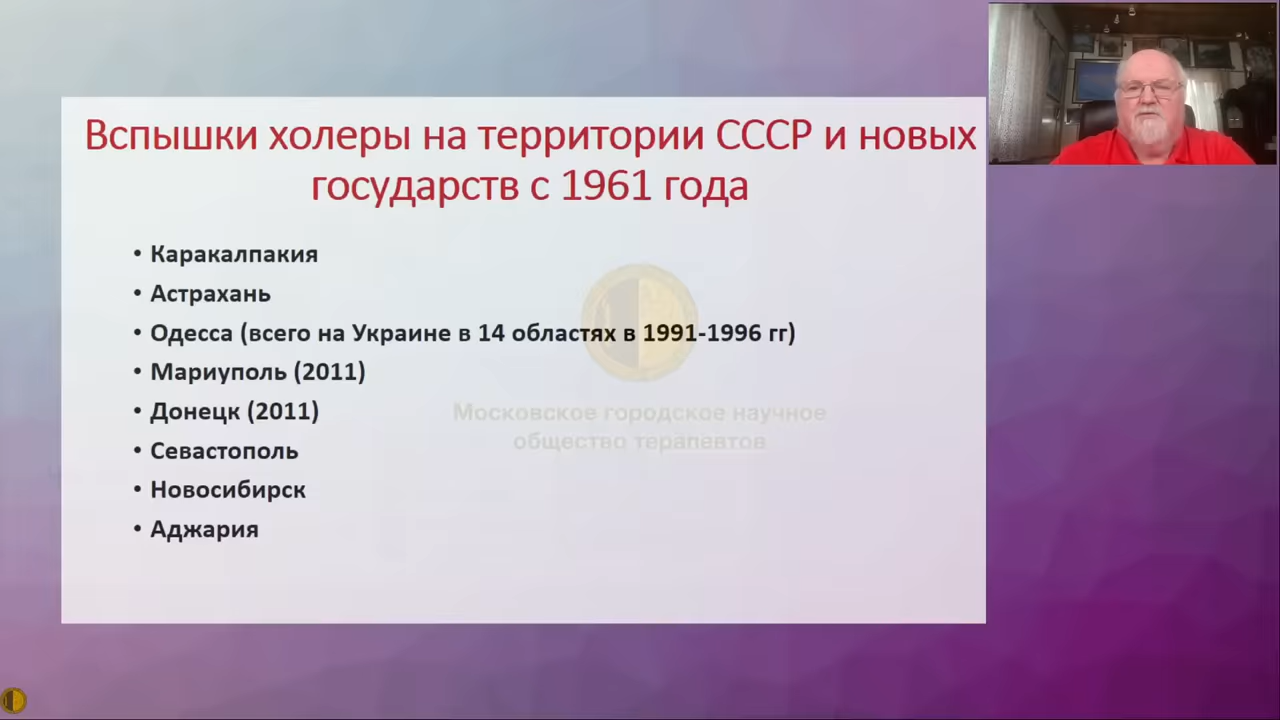 Вспышки холеры на территории СССР и новых
государств с 1961 года
• Каракалпакия
• Астрахань
• Одесса (всего на Украине в 14 областях в 1991-1996 гг)
• Мариуполь (2011)
• Донецк (2011)
• Севастополь
• Новосибирск
• Аджария
Московское городское научное
общество терапевтов